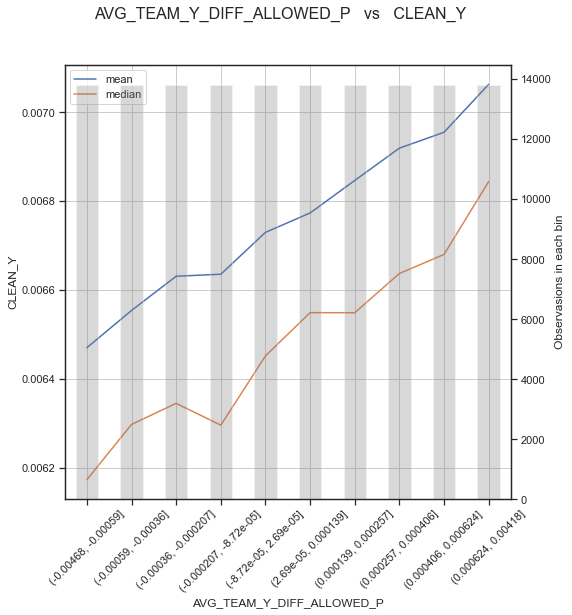 AVG_TEAM_Y_DIFF_ALLOWED_P vs CLEAN_Y
mean
median
0.0070
0.0068
0.0066
0.0064
0.0062
CLEAN_Y
14000
12000
10000
8000
6000
4000
2000
0
Observasions in each bin
(-0.00468, -0.00059]
(-0.00059, -0.00036]
(-0.00036, -0.000207]
(-0.000207, -8.72e-05]
(-8.72e-05, 2.69e-05]
(2.69e-05, 0.000139]
(0.000139, 0.000257]
(0.000257, 0.000406]
(0.000406, 0.000624]
(0.000624, 0.00418]
AVG_TEAM_Y_DIFF_ALLOWED_P